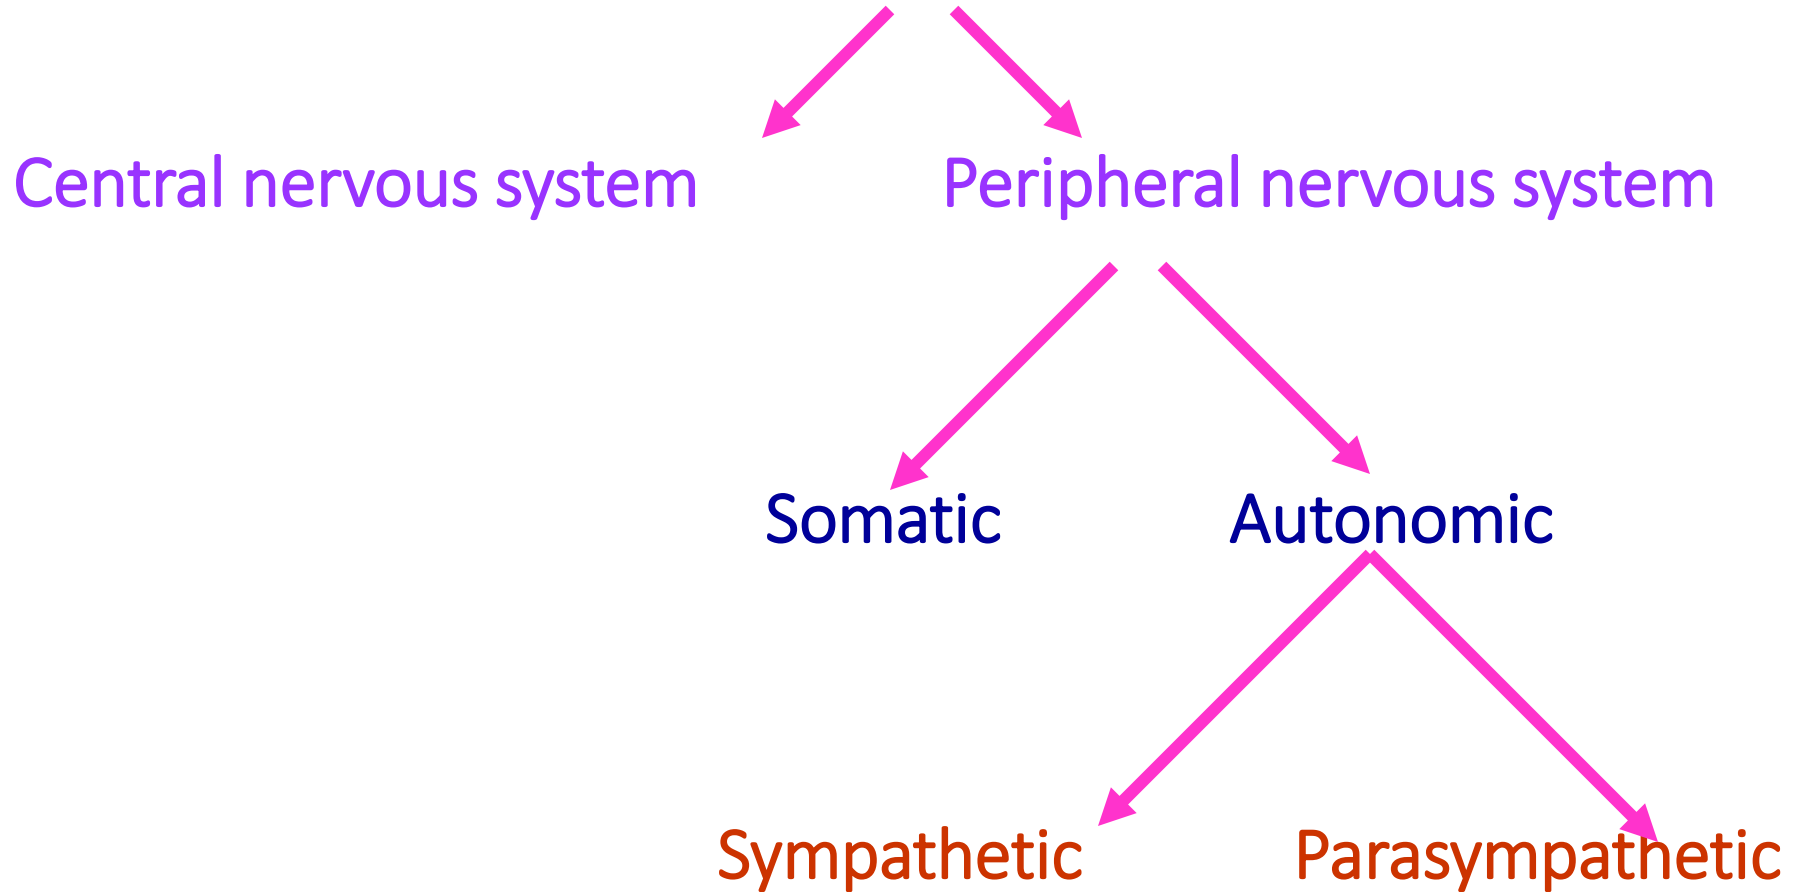 Central nervous system
Peripheral nervous system
Somatic
Autonomic
Sympathetic
Parasympathetic